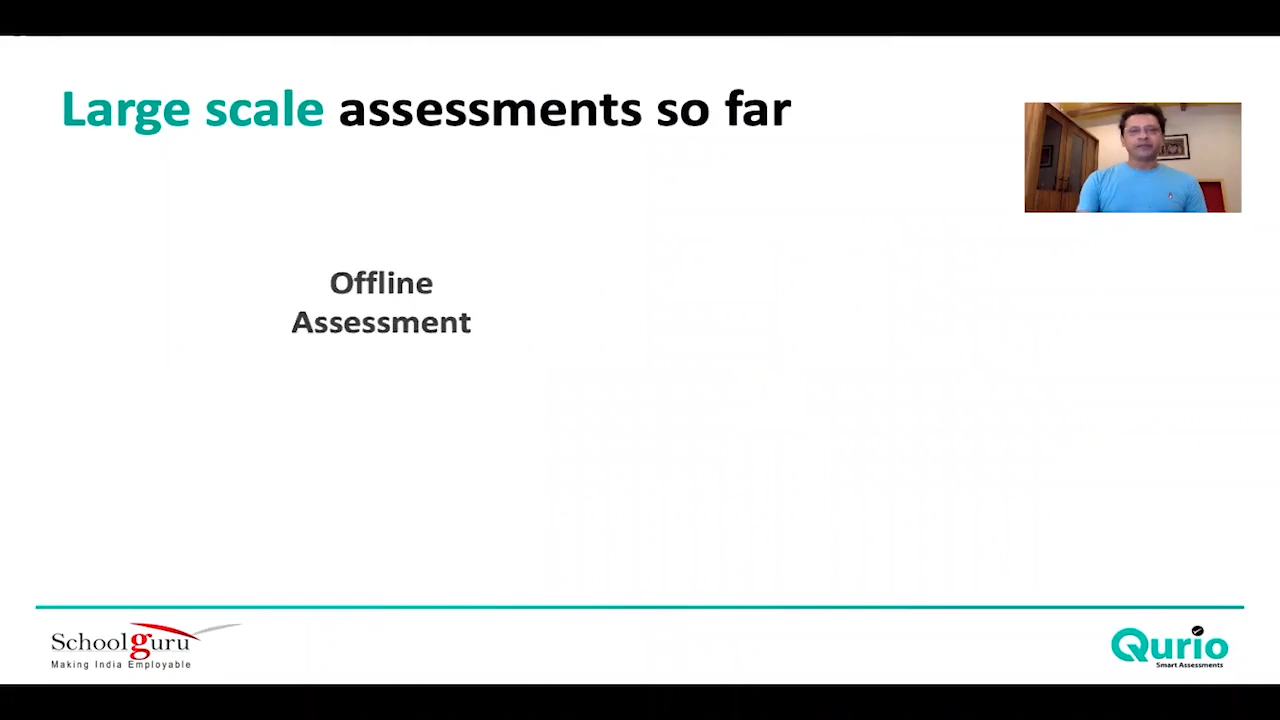 Large scale assessments so far
Offline
Assessment
Schoolguru
Making India Employable
Qurio
Smart Assessments